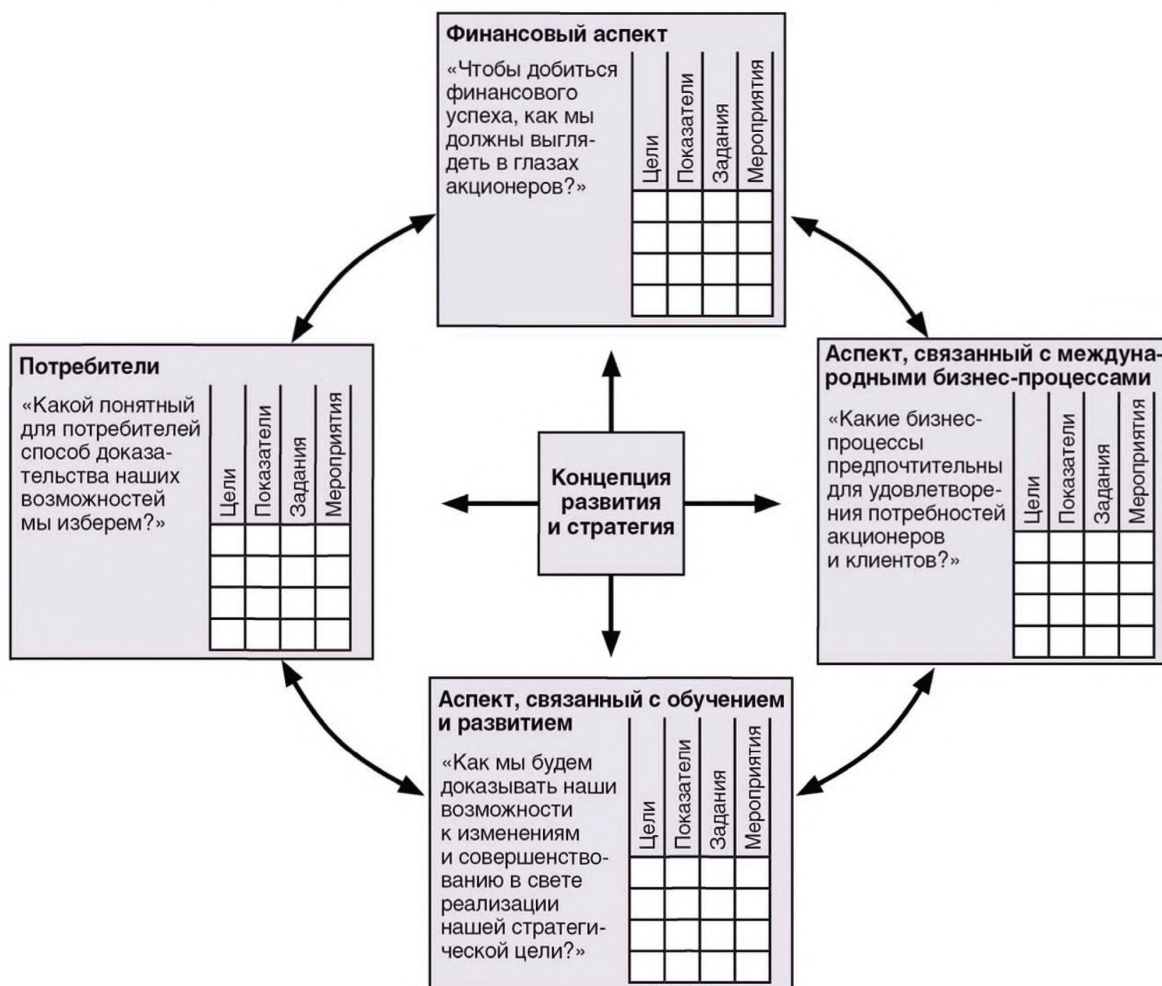 Финансовый аспект
«Чтобы добиться
финансового
успеха, как мы
должны выгля-
деть в глазах
акционеров?»
Цели
Показатели
Задания
Мероприятия
Потребители
«Какой понятный
для потребителей
способ доказа-
тельства наших
возможностей
мы изберем?»
Цели
Показатели
Задания
Мероприятия
Концепция
развития
и стратегия
Аспект, связанный с междуна-
родными бизнес-процессами
«Какие бизнес-
процессы
предпочтительны
для удовлетворе-
ния потребностей
акционеров
и клиентов?»
Цели
Показатели
Задания
Мероприятия
Аспект, связанный с обучением
и развитием
«Как мы будем
доказывать наши
возможности
к изменениям
и совершенство-
ванию в свете
реализации
нашей стратеги-
ческой цели?»
Цели
Показатели
Задания
Мероприятия